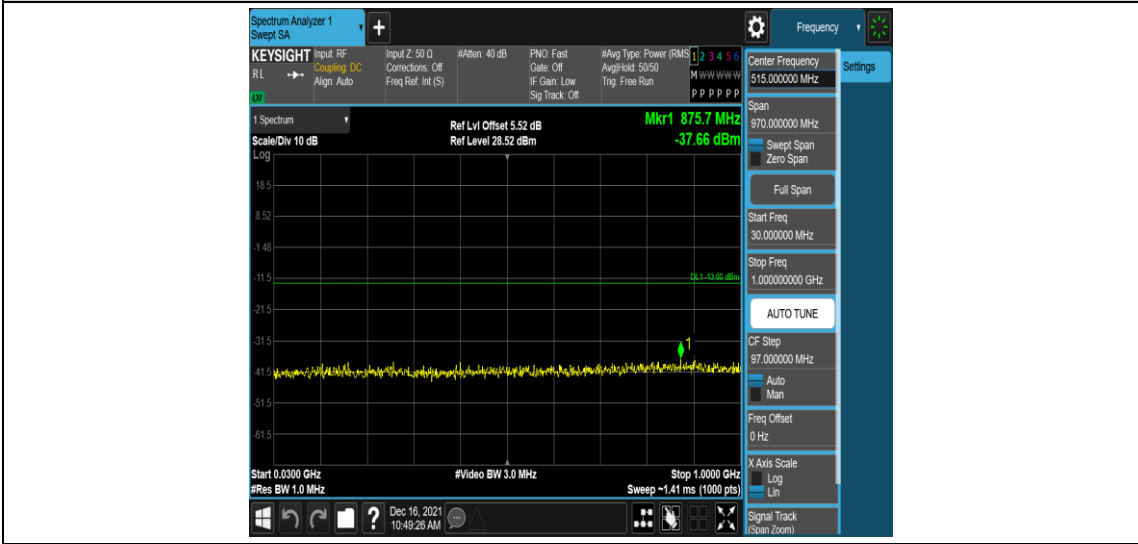 Spectrum Analyzer 1
Swept SA
Frequency
KEYSIGHT
RL
Input: RF
Coupling: DC
Align: Auto
Input Z: 50 Ω
Corrections: Off
Freq Ref: Int (S)
#Atten: 40 dB
PNO: Fast
Gate: Off
IF Gain: Low
Sig Track: Off
#Avg Type: Power (RMS
Avg|Hold: 50/50
Trig: Free Run
1 2 3 4 5 6
M W W W W W
P P P P P P
1 Spectrum
Scale/Div 10 dB
Ref Lvl Offset 5.52 dB
Ref Level 28.52 dBm
Mkr1 875.7 MHz
-37.66 dBm
Log
18.5
8.52
-1.48
-11.5
DL1 -13.00 dBm
-21.5
-31.5
1
-41.5
-51.5
-61.5
Start 0.0300 GHz
#Video BW 3.0 MHz
Stop 1.0000 GHz
#Res BW 1.0 MHz
Sweep ~1.41 ms (1000 pts)
Dec 16, 2021
10:49:26 AM
Center Frequency
515.000000 MHz
Settings
Span
970.000000 MHz
Swept Span
Zero Span
Full Span
Start Freq
30.000000 MHz
Stop Freq
1.000000000 GHz
AUTO TUNE
CF Step
97.000000 MHz
Auto
Man
Freq Offset
0 Hz
X Axis Scale
Log
Lin
Signal Track
(Span Zoom)